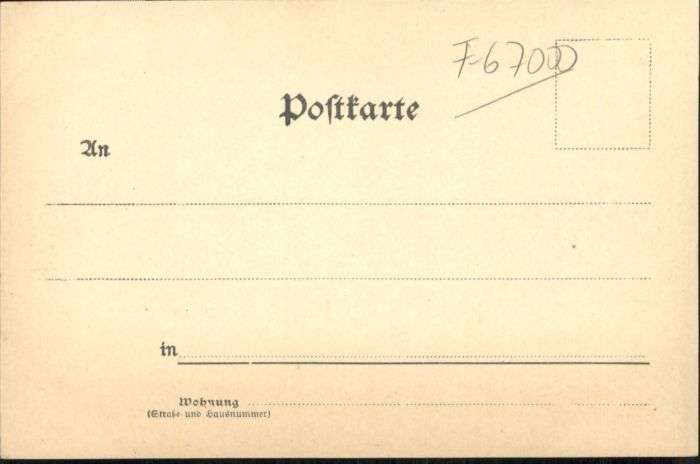 F-67000
Poſtkarte
An
in
Wohnung
(Straße und Hausnummer)